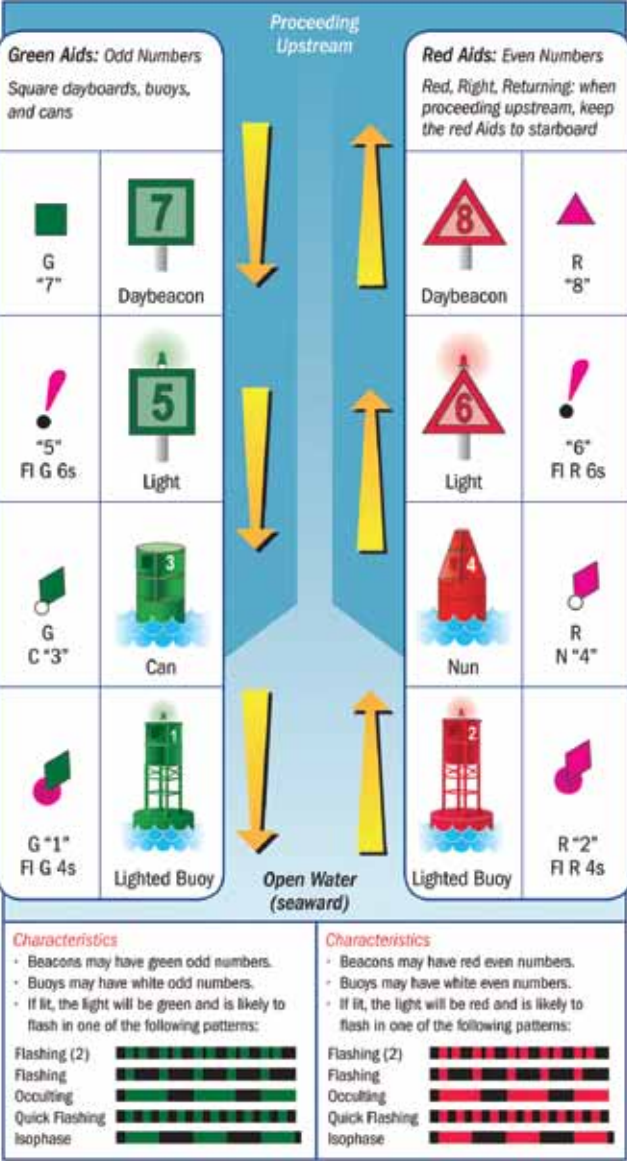 Proceeding
Upstream
Green Aids: Odd Numbers
Square dayboards, buoys,
and cans
Red Aids: Even Numbers
Red, Right, Returning: when
proceeding upstream, keep
the red Aids to starboard
G
"7"
7
Daybeacon
8
Daybeacon
R
"8"
"5"
Fl G 6s
5
Light
6
Light
"6"
Fl R 6s
G
C "3"
3
Can
4
Nun
R
N "4"
G "1"
Fl G 4s
1
Lighted Buoy
Open Water
(seaward)
2
Lighted Buoy
R "2"
Fl R 4s
Characteristics
· Beacons may have green odd numbers.
· Buoys may have white odd numbers.
· If lit, the light will be green and is likely to
flash in one of the following patterns:
Flashing (2)
Flashing
Occulting
Quick Flashing
Isophase
Characteristics
· Beacons may have red even numbers.
· Buoys may have white even numbers.
· If lit, the light will be red and is likely to
flash in one of the following patterns:
Flashing (2)
Flashing
Occulting
Quick Flashing
Isophase